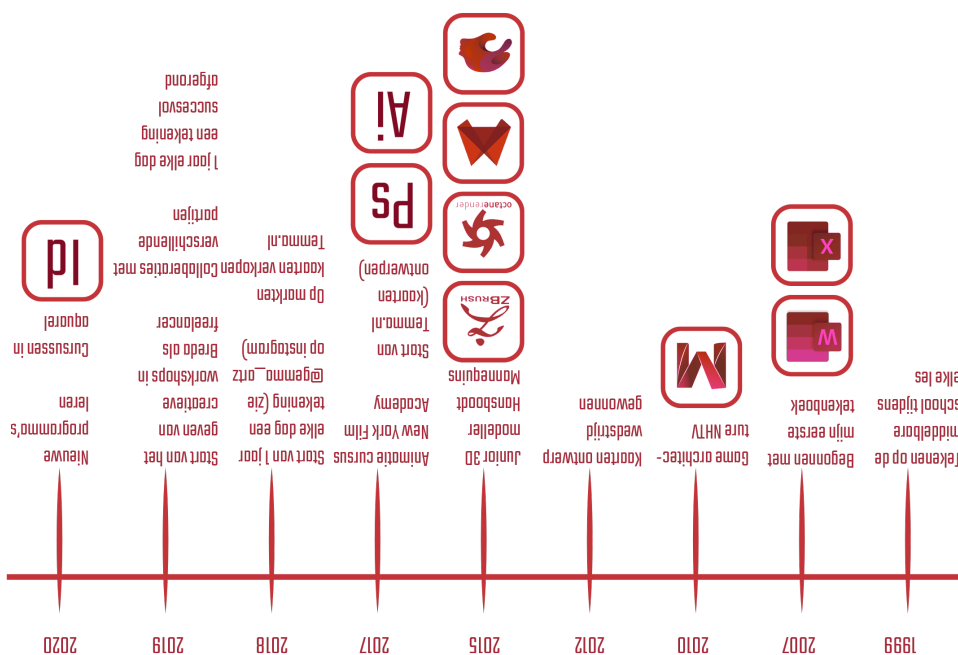 1999
Tekenen op de
middelbare
school tijdens
elke les
2007
Begonnen met
mijn eerste
tekenboek
W
X
2010
Game architec-
ture NHTV
2012
Kaarten ontwerp
wedstrijd
gewonnen
2015
Junior 3D
modeller
Hansboodt
Mannequins
ZBRUSH
octanerender
2017
Animatie cursus
New York Film
Academy
Start van
Temma.nl
(kaarten
ontwerpen)
Ps
Ai
2018
Start van 1 jaar
elke dag een
tekening (zie
@gemma_artz
op instagram)
Op markten
kaarten verkopen
Temma.nl
2019
Start van het
geven van
creatieve
workshops in
Breda als
freelancer
Collaberaties met
verschillende
partijen
1 jaar elke dag
een tekening
succesvol
afgerond
2020
Nieuwe
programma's
leren
Cursussen in
aquarel
Id